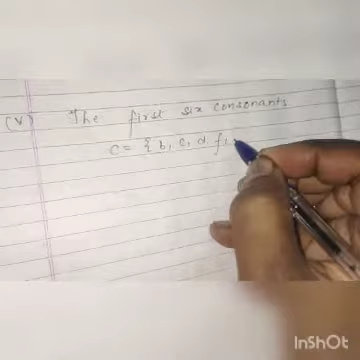 (V) The first six consonants
C = { b, c, d, f,
InShOt